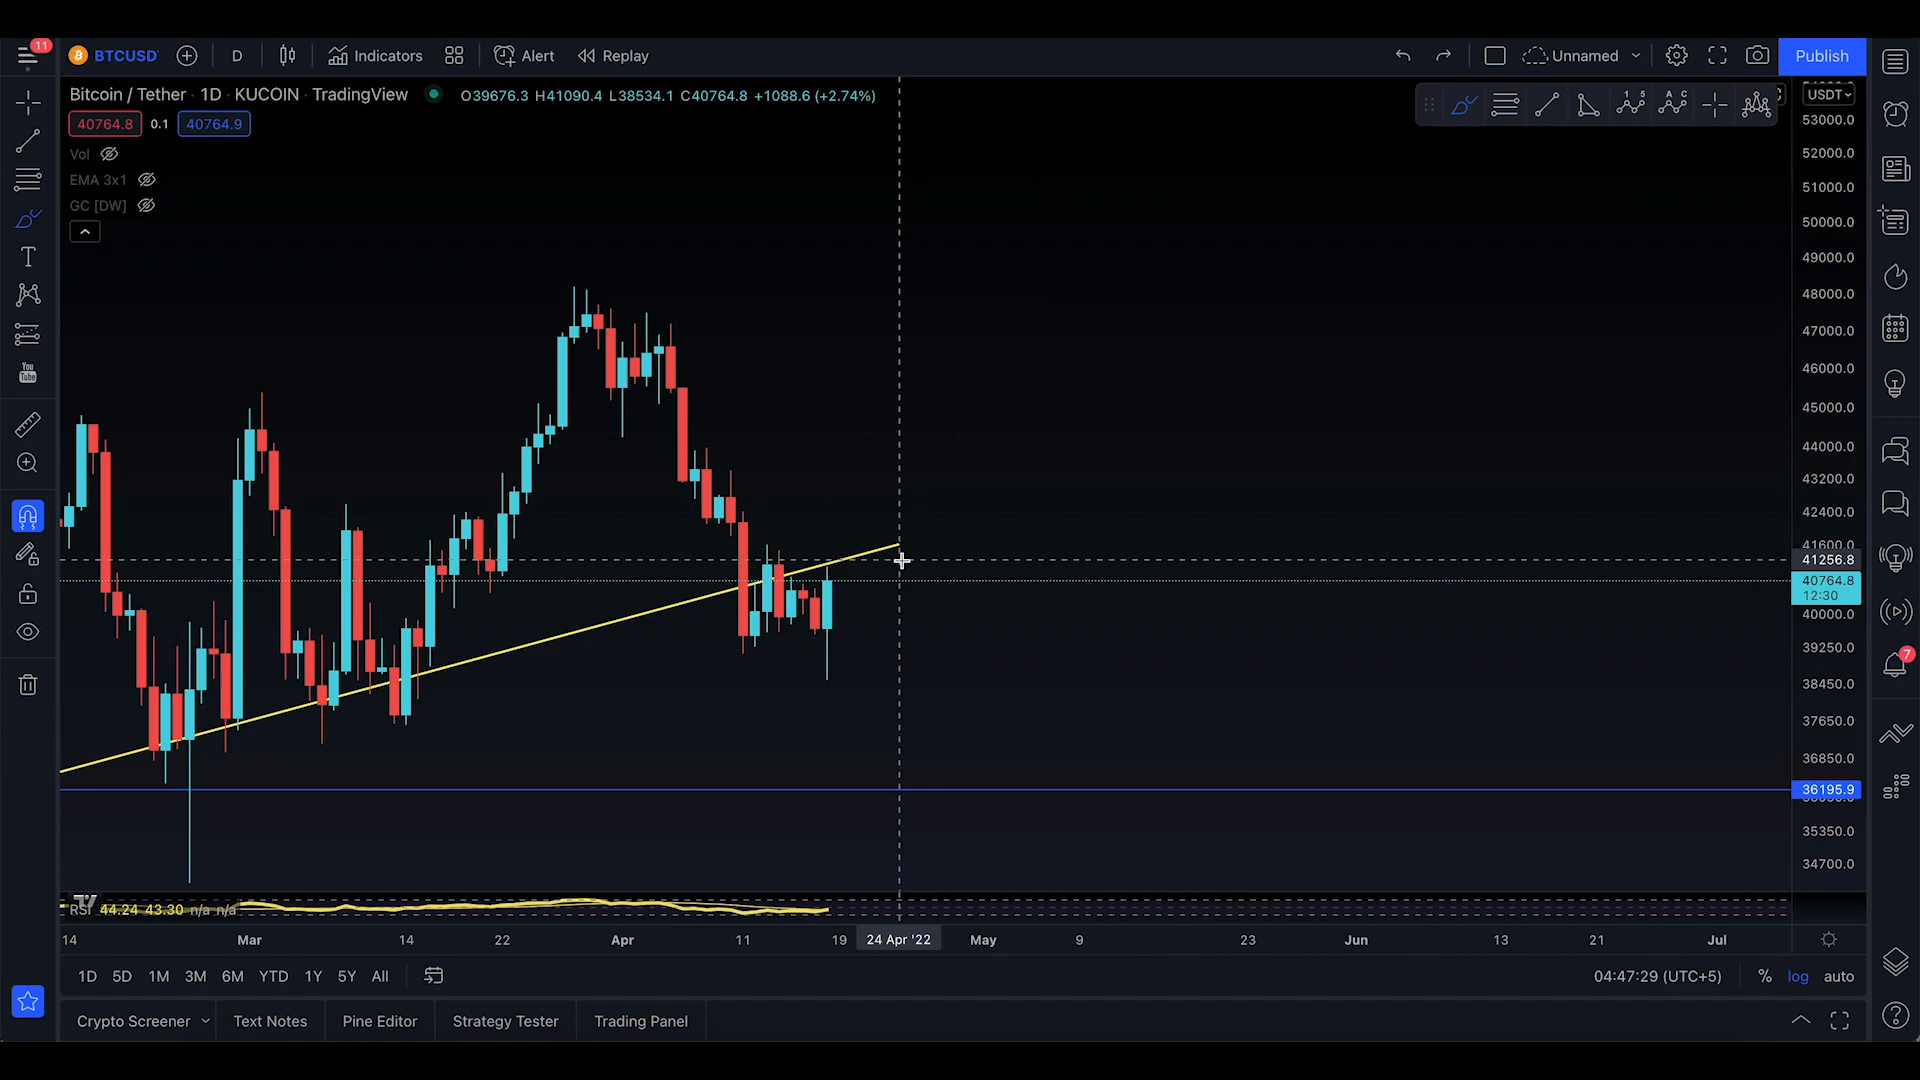 11
BTCUSD D Indicators Alert Replay Unnamed Publish
Bitcoin / Tether · 1D · KUCOIN · TradingView O39676.3 H41090.4 L38534.1 C40764.8 +1088.6 (+2.74%)
USDT
40764.8 0.1 40764.9
Vol
EMA 3x1
GC [DW]
1 5
A C
You
Tube
53000.0
52000.0
51000.0
50000.0
49000.0
48000.0
47000.0
46000.0
45000.0
44000.0
43200.0
42400.0
41600.0
41256.8
40764.8
12:30
40000.0
39250.0
38450.0
37650.0
36850.0
36195.9
35350.0
34700.0
7
RSI 44.24 43.30 n/a n/a
14 Mar 14 22 Apr 11 19 24 Apr '22 May 9 23 Jun 13 21 Jul
1D 5D 1M 3M 6M YTD 1Y 5Y All 04:47:29 (UTC+5) % log auto
Crypto Screener Text Notes Pine Editor Strategy Tester Trading Panel